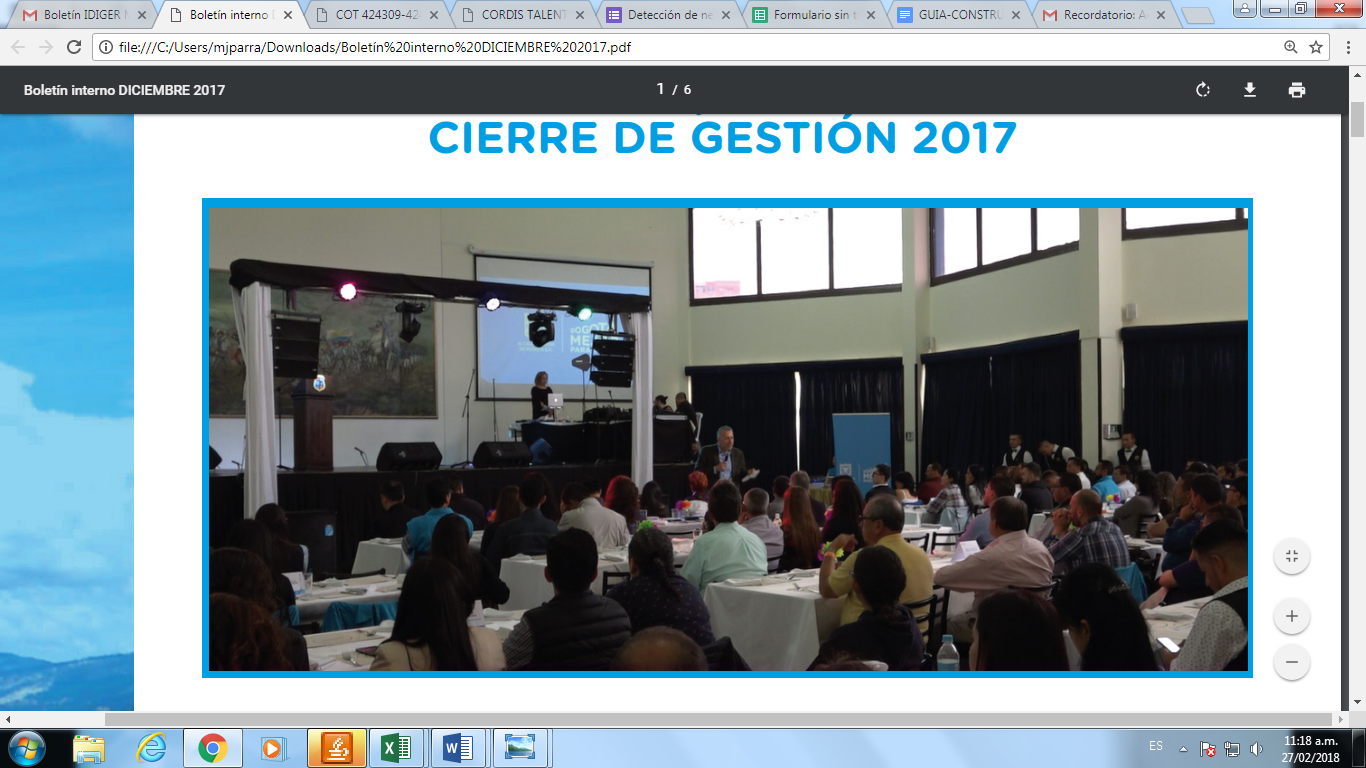 Boletín IDIGER
Boletín interno
COT 424309-42
CORDIS TALENT
Detección de ne
Formulario sin t
GUIA-CONSTRU
Recordatorio: A
file:///C:/Users/mjparra/Downloads/Boletín%20interno%20DICIEMBRE%202017.pdf
Boletín interno DICIEMBRE 2017
1 / 6
CIERRE DE GESTIÓN 2017
ES
11:18 a.m.
27/02/2018